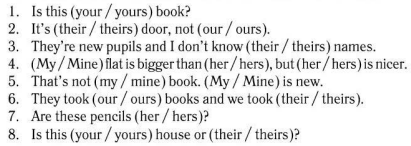 1. Is this (your / yours) book?
2. It's (their / theirs) door, not (our / ours).
3. They're new pupils and I don't know (their / theirs) names.
4. (My / Mine) flat is bigger than (her / hers), but (her / hers) is nicer.
5. That's not (my / mine) book. (My / Mine) is new.
6. They took (our / ours) books and we took (their / theirs).
7. Are these pencils (her / hers)?
8. Is this (your / yours) house or (their / theirs)?